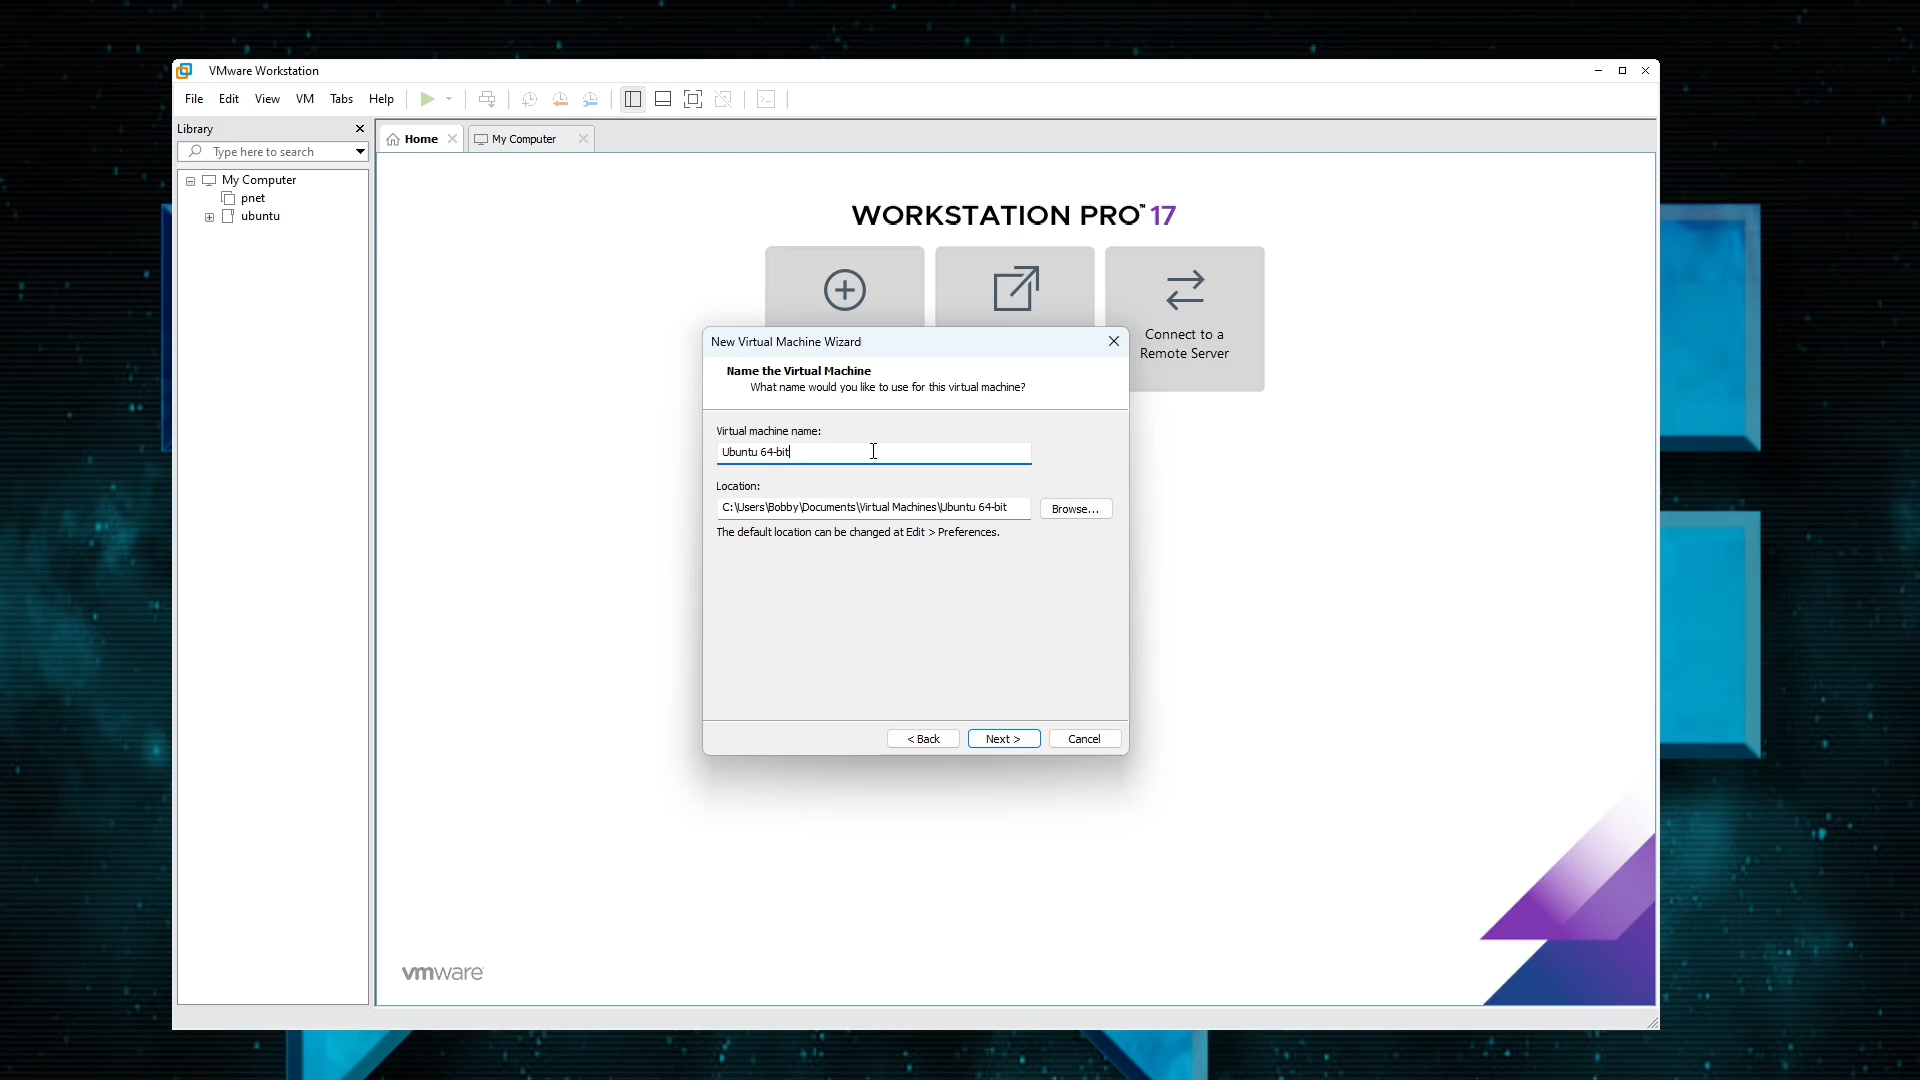 VMware Workstation
File Edit View VM Tabs Help
Library
Type here to search
My Computer
pnet
ubuntu
Home
My Computer
WORKSTATION PRO™ 17
Connect to a
Remote Server
New Virtual Machine Wizard
Name the Virtual Machine
What name would you like to use for this virtual machine?
Virtual machine name:
Ubuntu 64-bit
Location:
C:\Users\Bobby\Documents\Virtual Machines\Ubuntu 64-bit
Browse...
The default location can be changed at Edit > Preferences.
< Back Next > Cancel
vmware